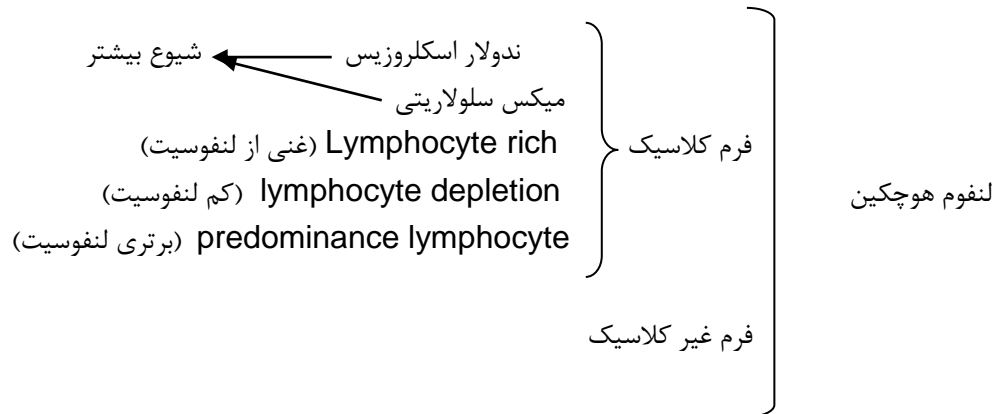 ندولار اسکلروزیس شیوع بیشتر
میکس سلولاریتی
Lymphocyte rich (غنی از لنفوسیت)
فرم کلاسیک
lymphocyte depletion (کم لنفوسیت)
لنفوم هوچکین
predominance lymphocyte (برتری لنفوسیت)
فرم غیر کلاسیک